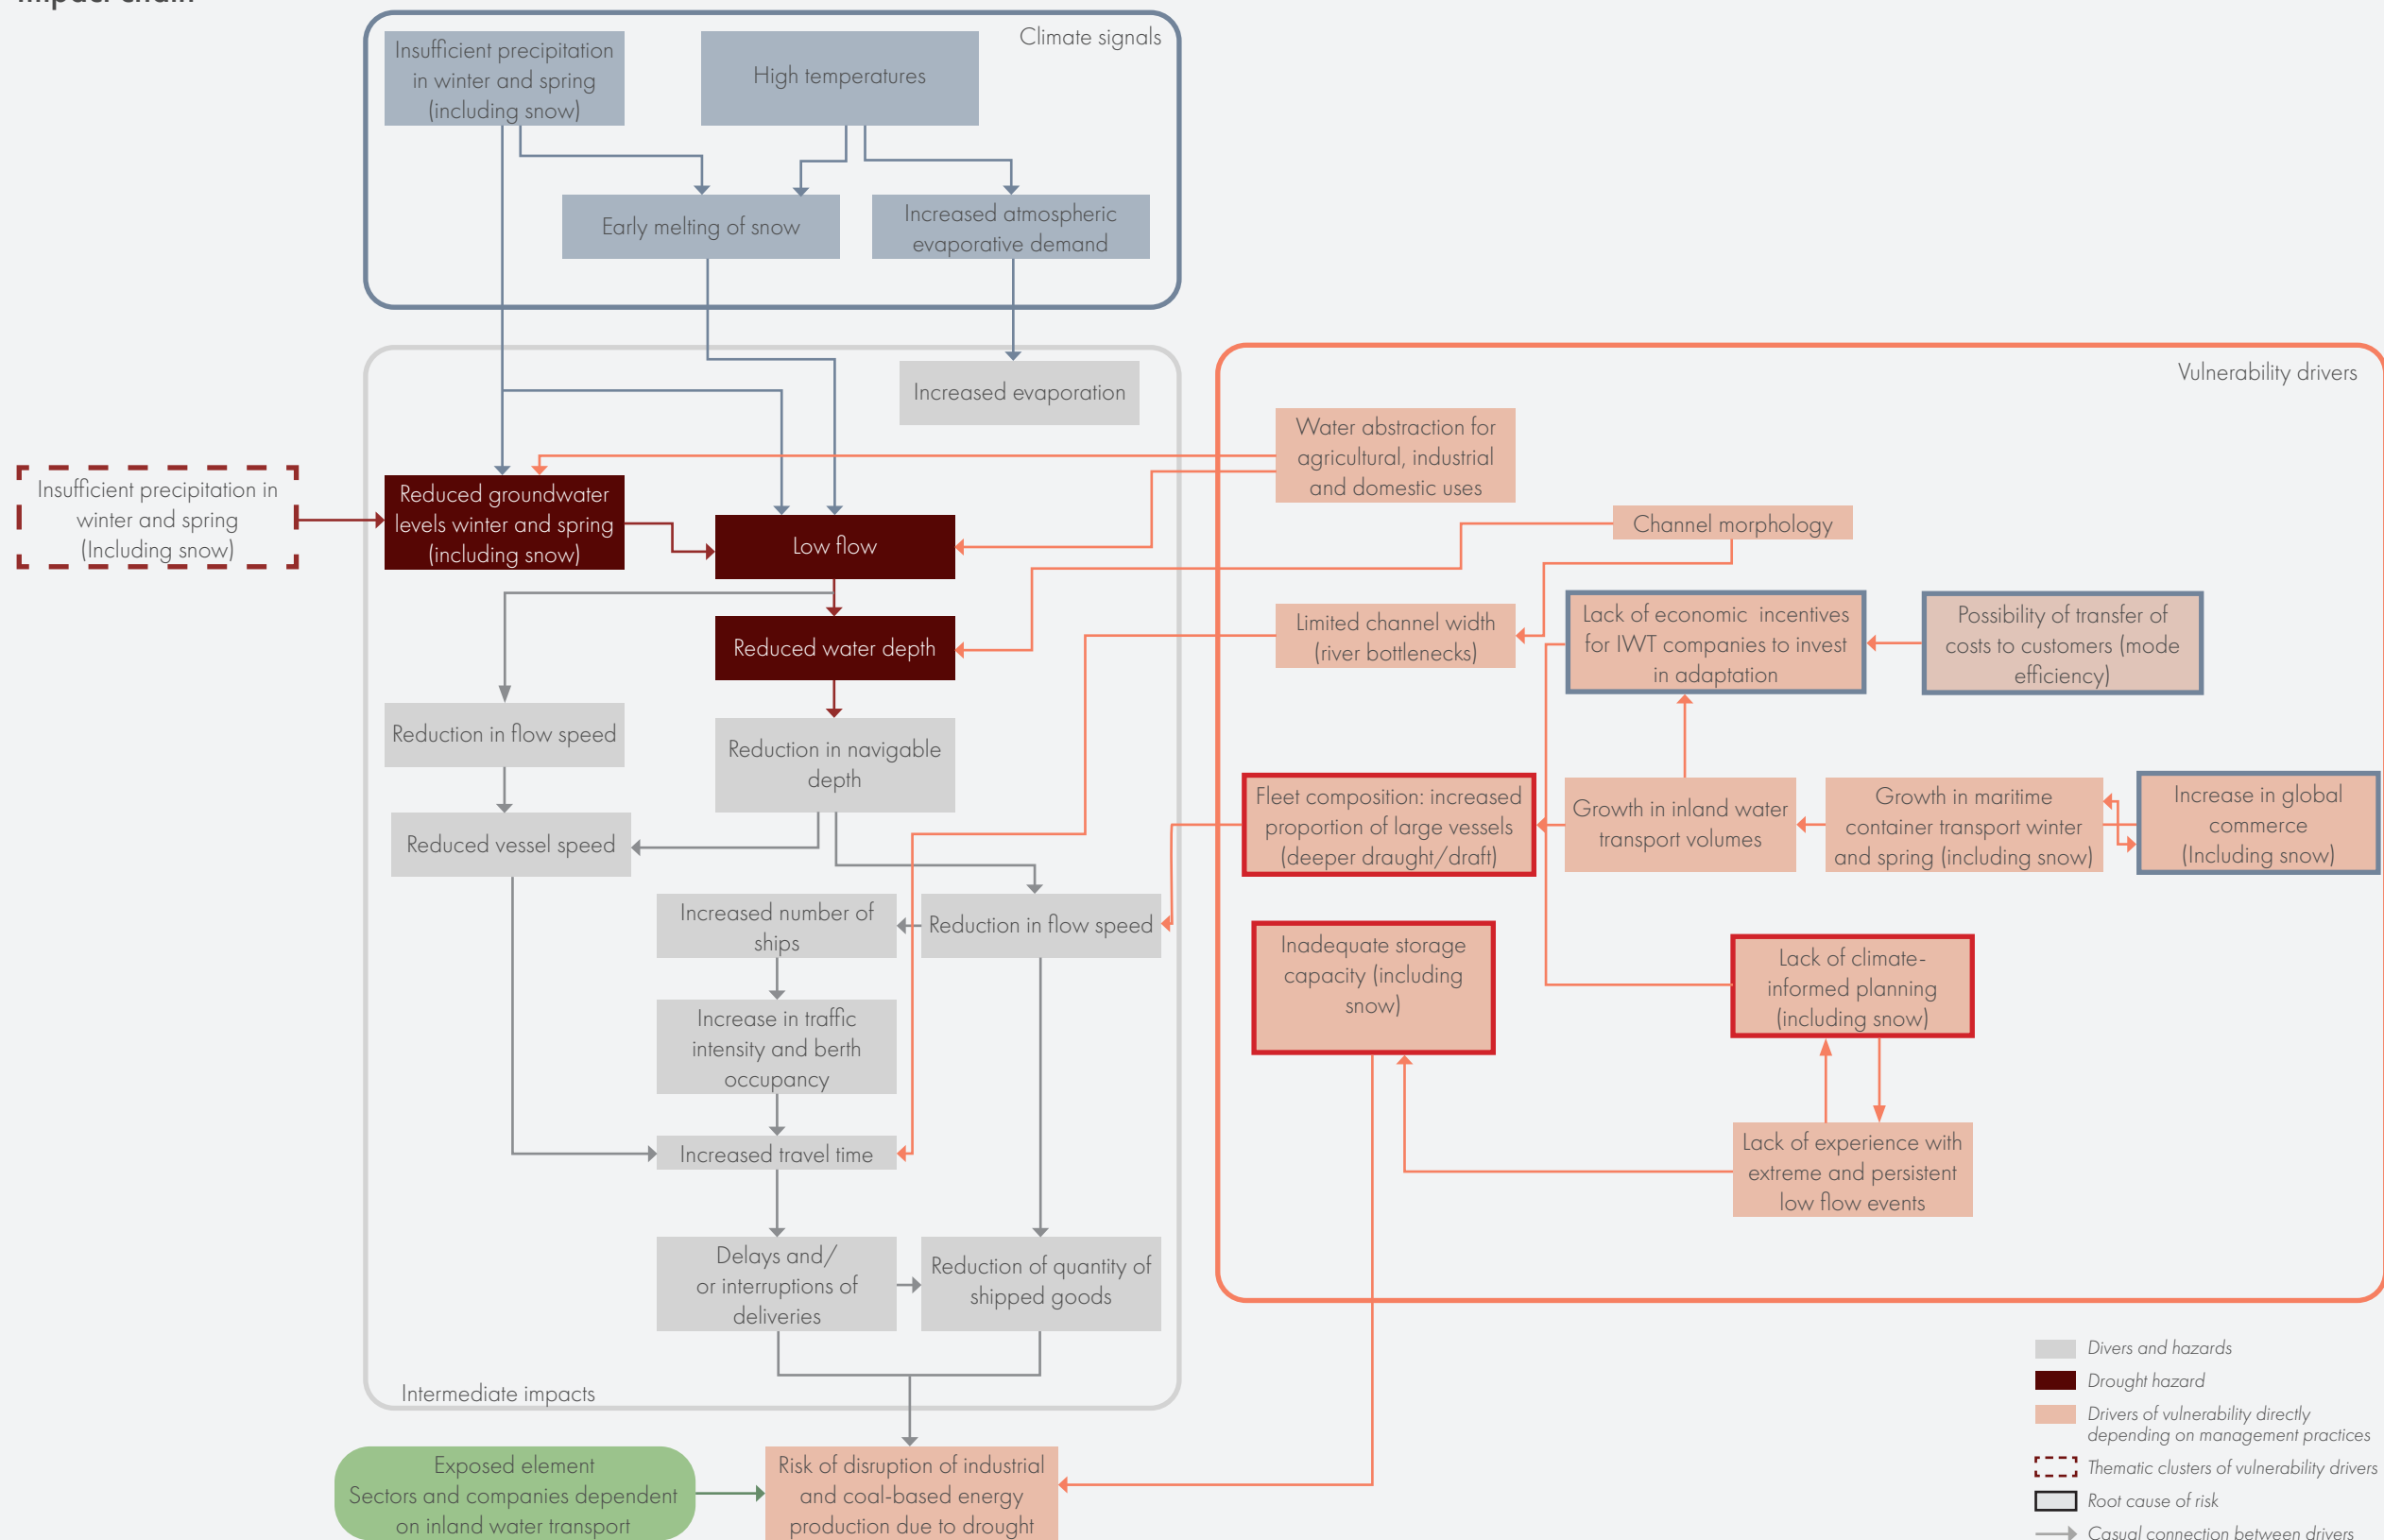 Impact chain
Climate signals
Insufficient precipitation
in winter and spring
(including snow)
High temperatures
Early melting of snow
Increased atmospheric
evaporative demand
Increased evaporation
Vulnerability drivers
Water abstraction for
agricultural, industrial
and domestic uses
Insufficient precipitation in
winter and spring
(Including snow)
Reduced groundwater
levels winter and spring
(including snow)
Low flow
Channel morphology
Reduced water depth
Limited channel width
(river bottlenecks)
Lack of economic incentives
for IWT companies to invest
in adaptation
Possibility of transfer of
costs to customers (mode
efficiency)
Reduction in flow speed
Reduction in navigable
depth
Reduced vessel speed
Fleet composition: increased
proportion of large vessels
(deeper draught/draft)
Growth in inland water
transport volumes
Growth in maritime
container transport winter
and spring (including snow)
Increase in global
commerce
(Including snow)
Increased number of
ships
Reduction in flow speed
Inadequate storage
capacity (including
snow)
Lack of climate-
informed planning
(including snow)
Increase in traffic
intensity and berth
occupancy
Increased travel time
Lack of experience with
extreme and persistent
low flow events
Delays and/
or interruptions of
deliveries
Reduction of quantity of
shipped goods
Intermediate impacts
Exposed element
Sectors and companies dependent
on inland water transport
Risk of disruption of industrial
and coal-based energy
production due to drought
Divers and hazards
Drought hazard
Drivers of vulnerability directly
depending on management practices
Thematic clusters of vulnerability drivers
Root cause of risk
Casual connection between drivers